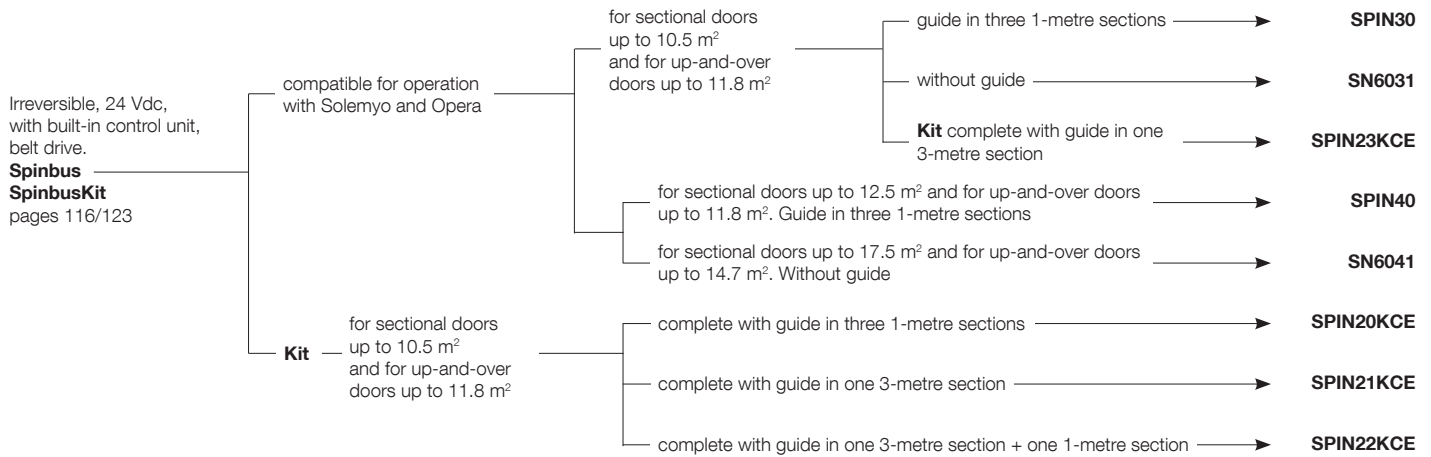 Irreversible, 24 Vdc,
with built-in control unit,
belt drive.
Spinbus
SpinbusKit
pages 116/123
compatible for operation
with Solemyo and Opera
for sectional doors
up to 10.5 m²
and for up-and-over
doors up to 11.8 m²
guide in three 1-metre sections
SPIN30
without guide
SN6031
Kit complete with guide in one
3-metre section
SPIN23KCE
for sectional doors up to 12.5 m² and for up-and-over doors
up to 11.8 m². Guide in three 1-metre sections
SPIN40
for sectional doors up to 17.5 m² and for up-and-over doors
up to 14.7 m². Without guide
SN6041
Kit
for sectional doors
up to 10.5 m²
and for up-and-over
doors up to 11.8 m²
complete with guide in three 1-metre sections
SPIN20KCE
complete with guide in one 3-metre section
SPIN21KCE
complete with guide in one 3-metre section + one 1-metre section
SPIN22KCE